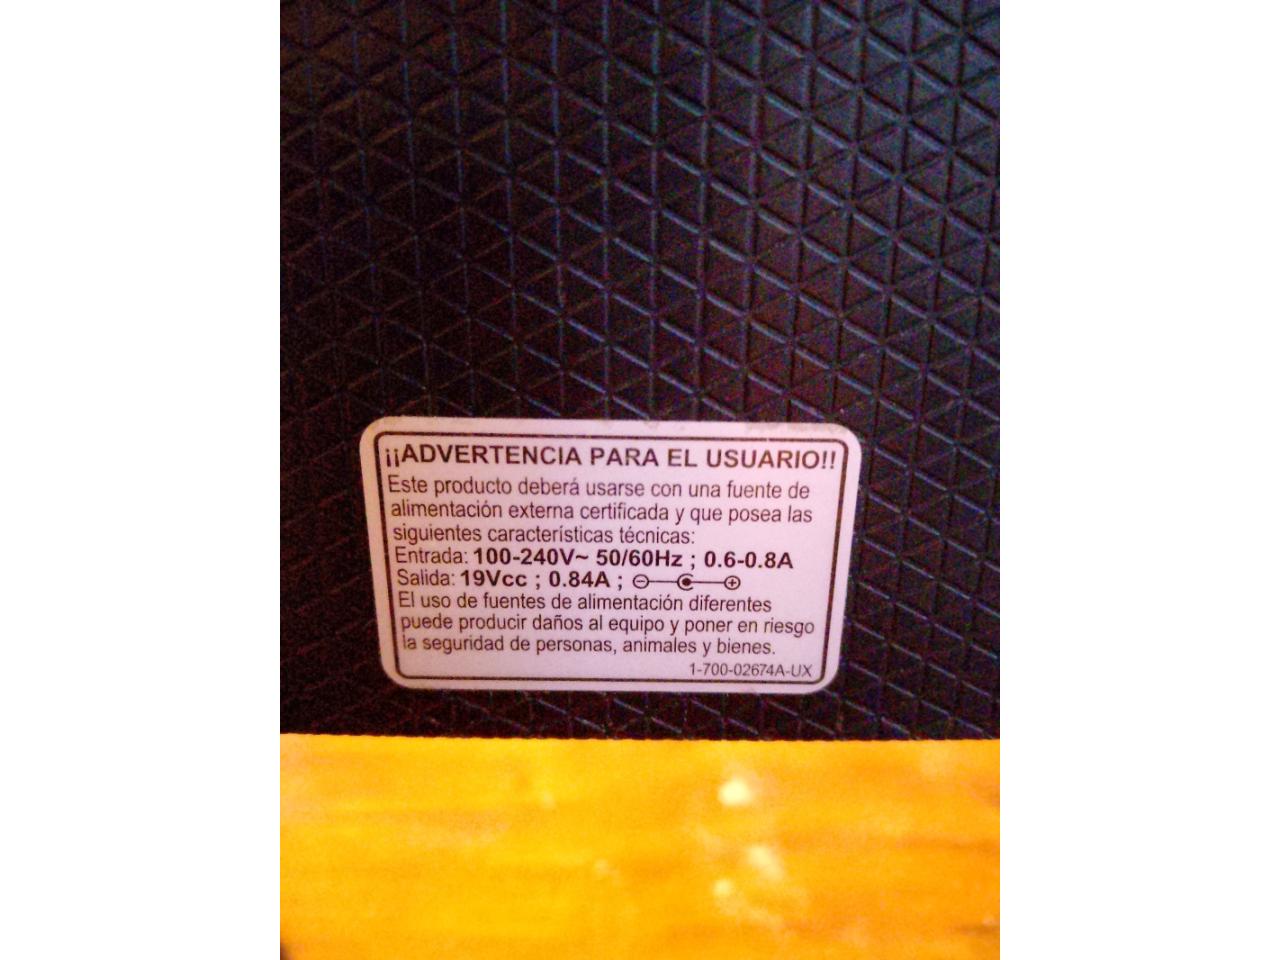 ¡¡ADVERTENCIA PARA EL USUARIO!!
Este producto deberá usarse con una fuente de
alimentación externa certificada y que posea las
siguientes características técnicas:
Entrada: 100-240V~ 50/60Hz ; 0.6-0.8A
Salida: 19Vcc ; 0.84A ;
El uso de fuentes de alimentación diferentes
puede producir daños al equipo y poner en riesgo
la seguridad de personas, animales y bienes.
1-700-02674A-UX